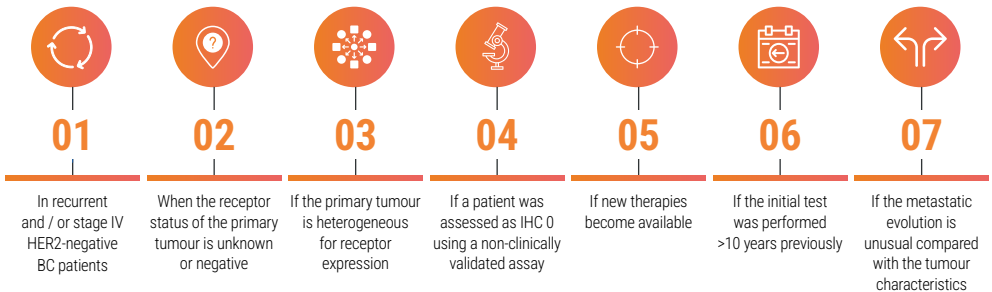 ?
01
In recurrent
and / or stage IV
HER2-negative
BC patients
02
When the receptor
status of the primary
tumour is unknown
or negative
03
If the primary tumour
is heterogeneous
for receptor
expression
04
If a patient was
assessed as IHC 0
using a non-clinically
validated assay
05
If new therapies
become available
06
If the initial test
was performed
>10 years previously
07
If the metastatic
evolution is
unusual compared
with the tumour
characteristics